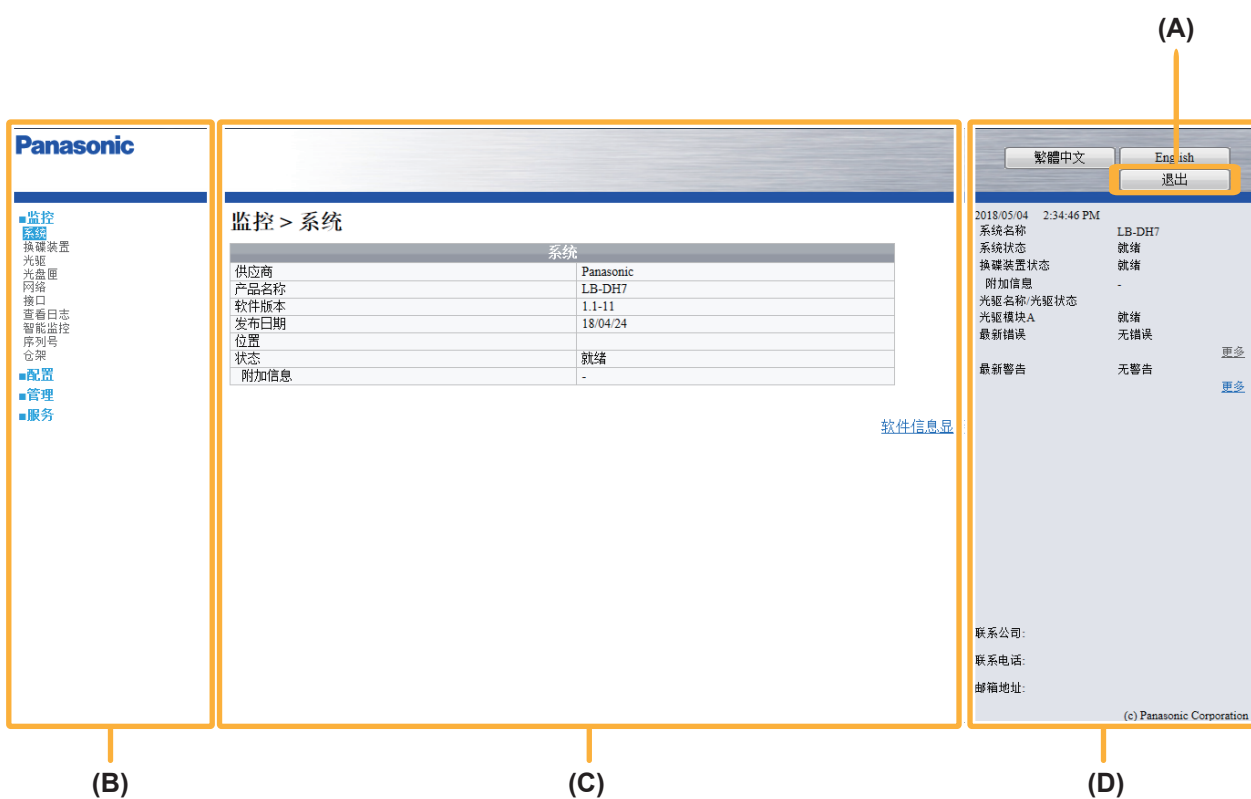 (A)
Panasonic
繁體中文
English
退出
■监控
系统
换碟装置
光驱
光盘匣
网络
接口
查看日志
智能监控
序列号
仓架
■配置
■管理
■服务
监控 > 系统
系统
供应商 Panasonic
产品名称 LB-DH7
软件版本 1.1-11
发布日期 18/04/24
位置
状态 就绪
附加信息 -
软件信息显
2018/05/04 2:34:46 PM
系统名称 LB-DH7
系统状态 就绪
换碟装置状态 就绪
附加信息 -
光驱名称/光驱状态
光驱模块A 就绪
最新错误 无错误
更多
最新警告 无警告
更多
联系公司:
联系电话:
邮箱地址:
(c) Panasonic Corporation
(B)
(C)
(D)